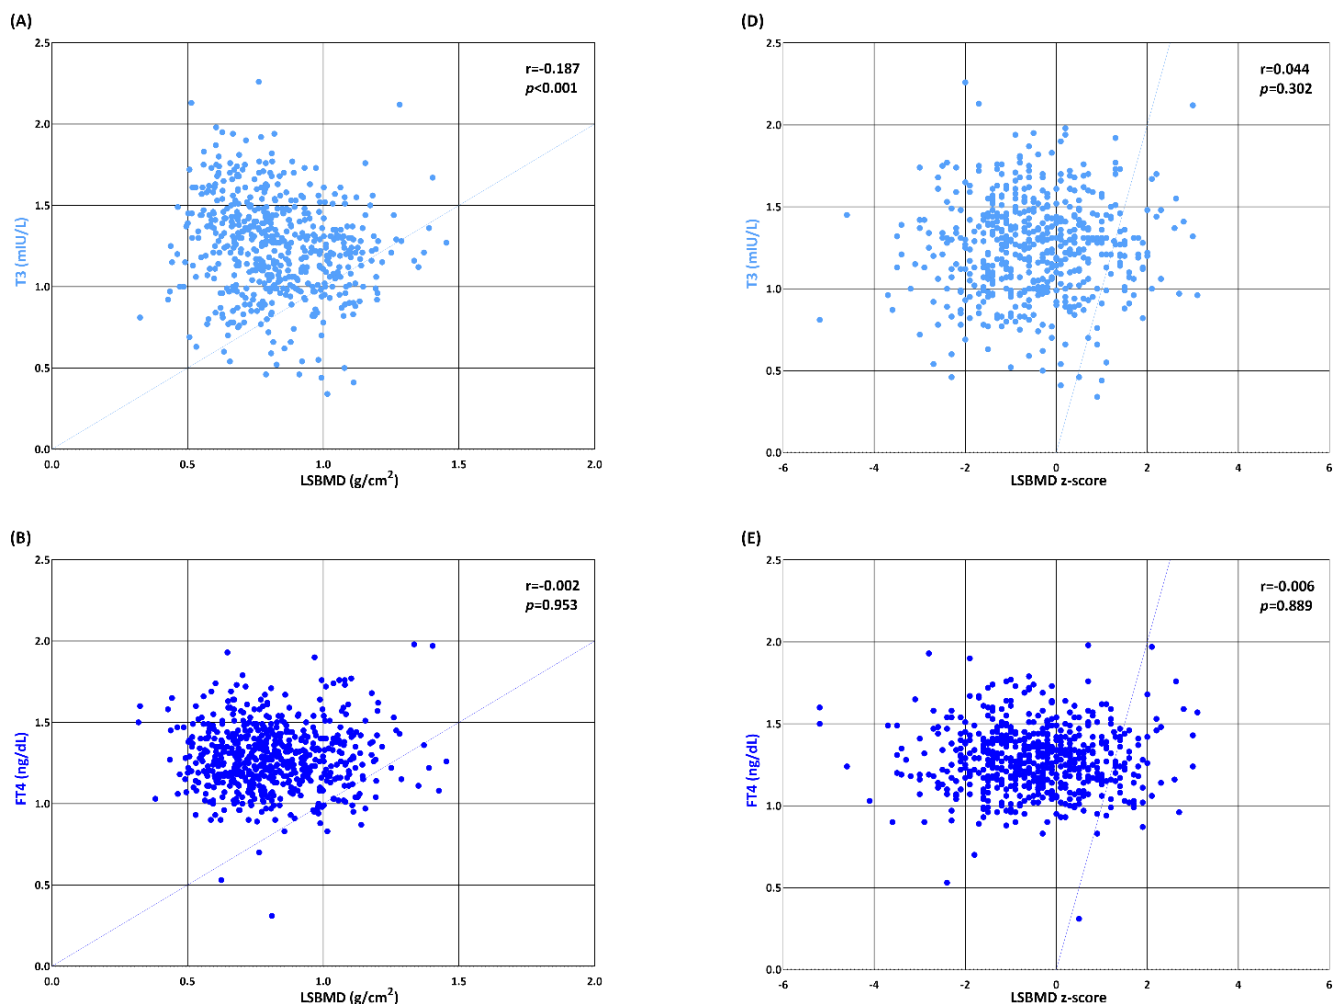 (A)
r=-0.187
p<0.001
T3 (mIU/L)
2.5
2.0
1.5
1.0
0.5
0.0
0.0 0.5 1.0 1.5 2.0
LSBMD (g/cm²)
(D)
r=0.044
p=0.302
T3 (mIU/L)
2.5
2.0
1.5
1.0
0.5
0.0
-6 -4 -2 0 2 4 6
LSBMD z-score
(B)
r=-0.002
p=0.953
FT4 (ng/dL)
2.5
2.0
1.5
1.0
0.5
0.0
0.0 0.5 1.0 1.5 2.0
LSBMD (g/cm²)
(E)
r=-0.006
p=0.889
FT4 (ng/dL)
2.5
2.0
1.5
1.0
0.5
0.0
-6 -4 -2 0 2 4 6
LSBMD z-score